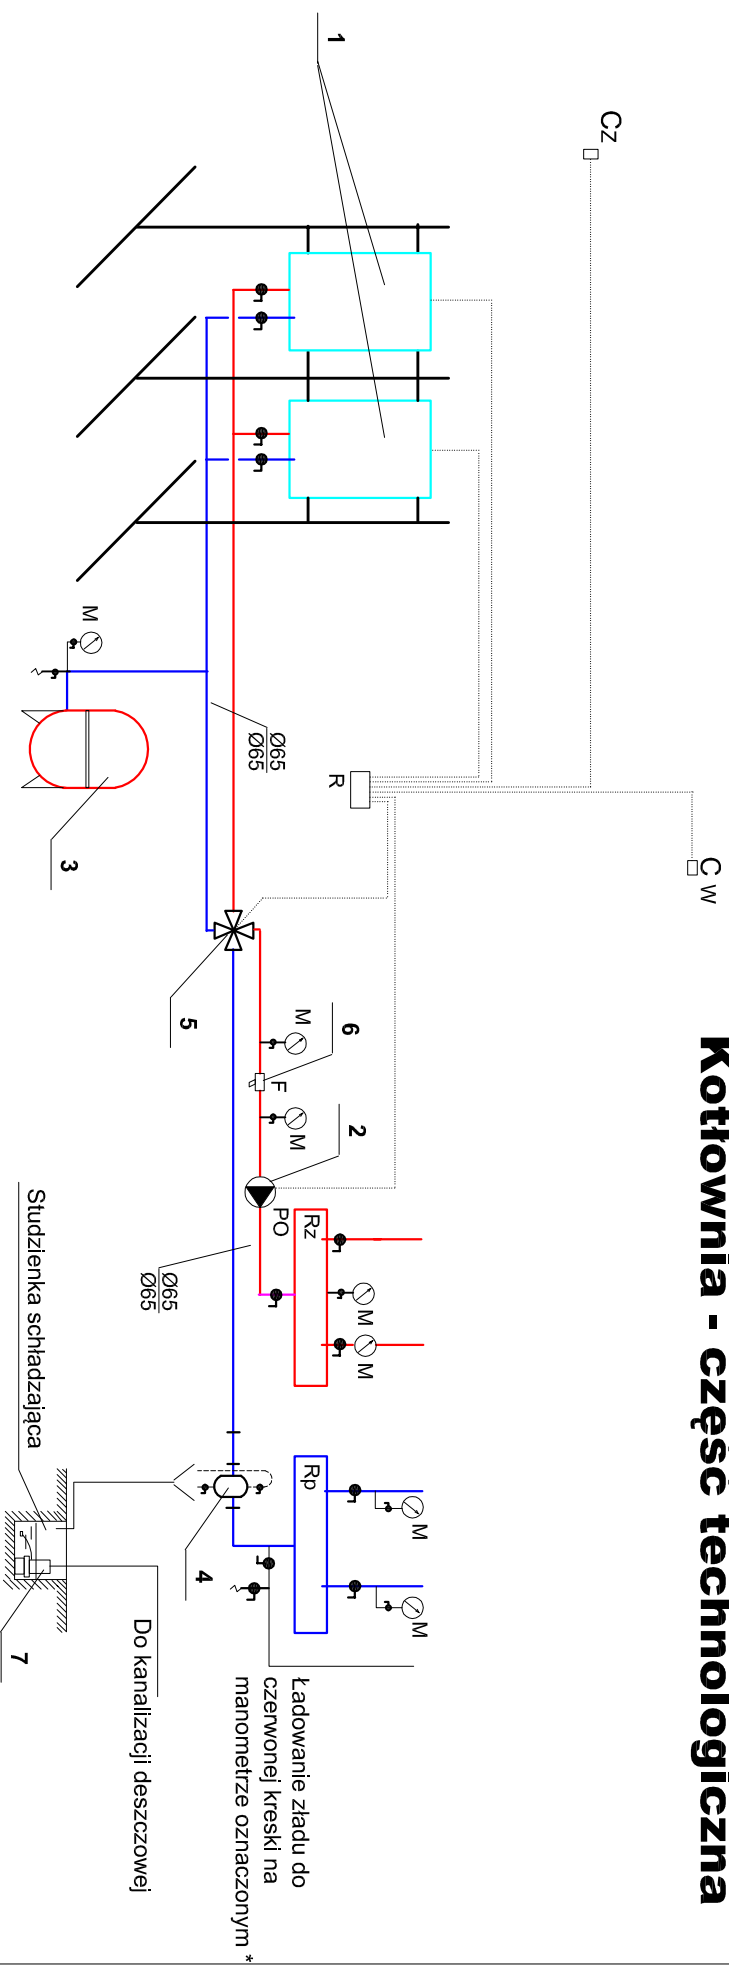 Kotłownia - częsć technologiczna
Cz
C w
1
R
Ø65
Ø65
M
3
5
M
6
F
M
2
PO
Rz
M
M
Ø65
Ø65
Rp
M
M
4
Studzienka schładzająca
7
Do kanalizacji deszczowej
Ładowanie zładu do
czerwonej kreski na
manometrze oznaczonym *